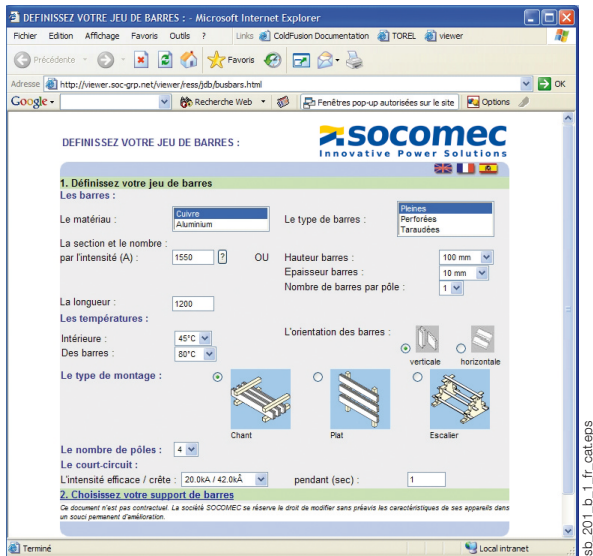 DEFINISSEZ VOTRE JEU DE BARRES : - Microsoft Internet Explorer
Fichier Edition Affichage Favoris Outils ? Links ColdFusion Documentation TOREL viewer
Précédente Favoris
Adresse http://viewer.soc-grp.net/viewer/ress/jdb/busbars.html OK
Google Recherche Web Fenêtres pop-up autorisées sur le site Options
DEFINISSEZ VOTRE JEU DE BARRES :
socomec
Innovative Power Solutions
1. Définissez votre jeu de barres
Les barres :
Le matériau : Cuivre Aluminium
Le type de barres : Pleines Perforées Taraudées
La section et le nombre :
par l'intensité (A) : 1550 ? OU Hauteur barres : 100 mm
Epaisseur barres : 10 mm
Nombre de barres par pôle : 1
La longueur : 1200
Les températures :
Intérieure : 45°C L'orientation des barres :
Des barres : 80°C
verticale horizontale
Le type de montage :
Chant Plat Escalier
Le nombre de pôles : 4
Le court-circuit :
L'intensité efficace / crête : 20.0kA / 42.0kÂ pendant (sec) : 1
2. Choisissez votre support de barres
Ce document n'est pas contractuel. La société SOCOMEC se réserve le droit de modifier sans préavis les caractéristiques de ses appareils dans
un souci permanent d'amélioration.
Terminé Local intranet
sb_201_b_1_fr_cat.eps